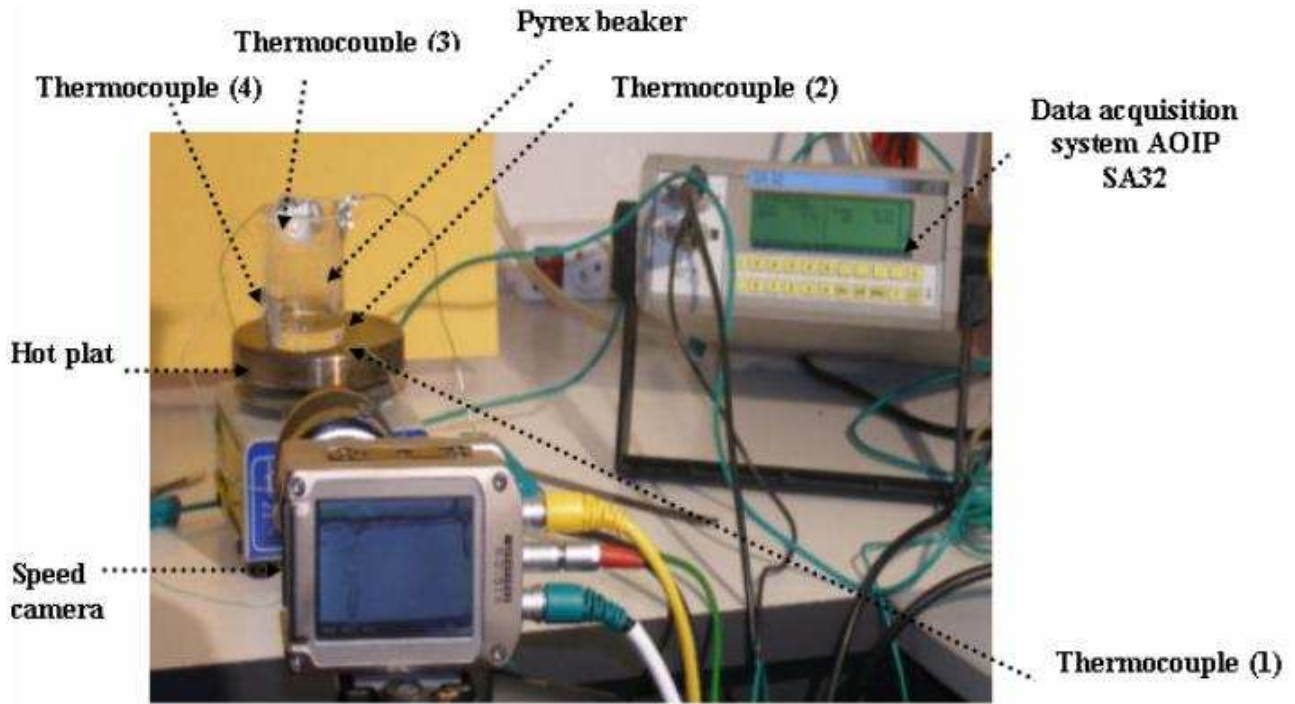 Pyrex beaker
Thermocouple (3)
Thermocouple (4)
Thermocouple (2)
Data acquisition
system AOIP
SA32
Hot plat
Speed
camera
Thermocouple (1)